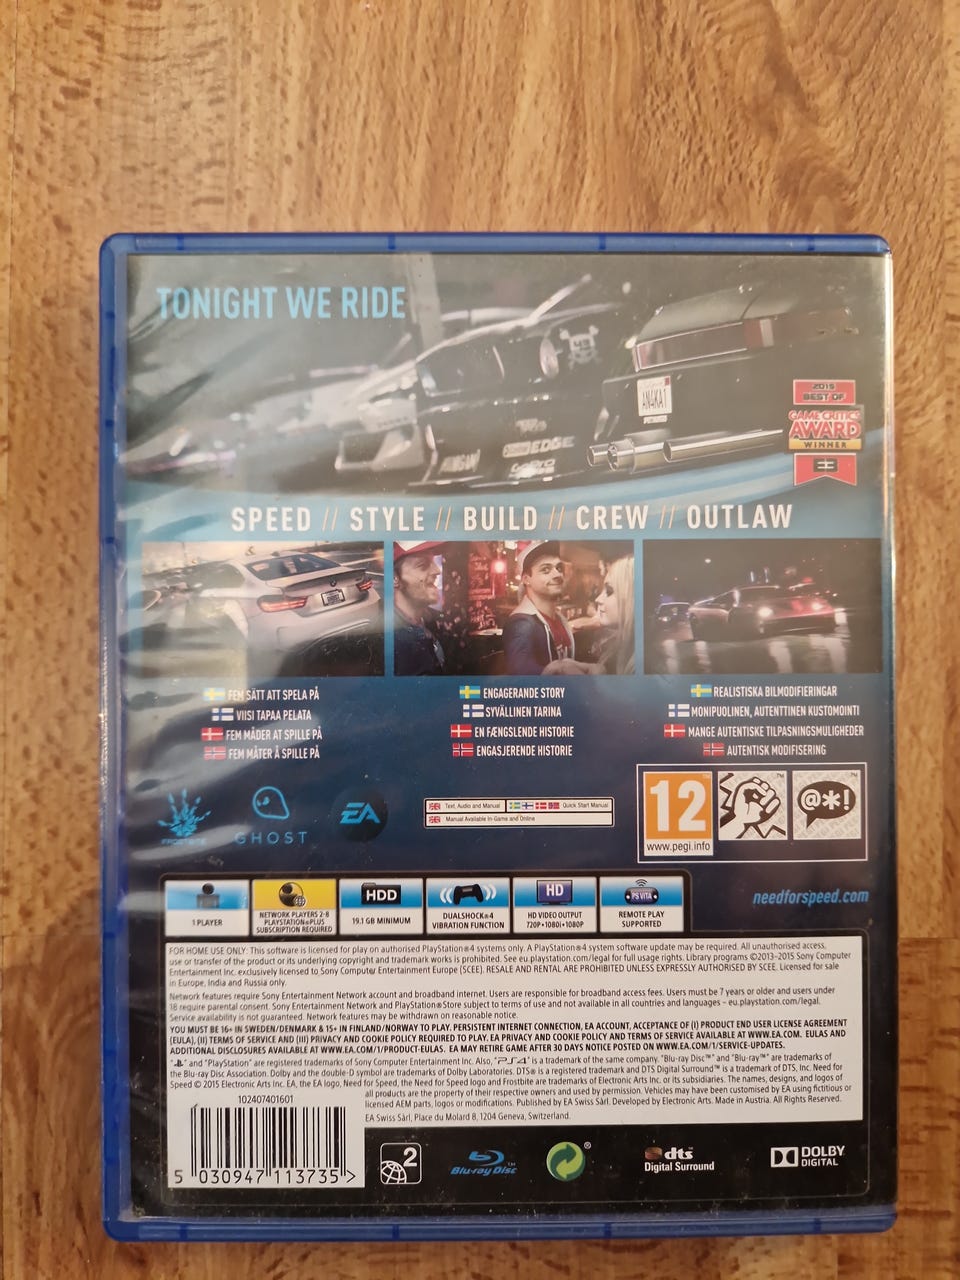 TONIGHT WE RIDE
43
AN4KA1
EDGE
2015
BEST OF
GAME CRITICS
AWARD
WINNER
E3
SPEED // STYLE // BUILD // CREW // OUTLAW
FEM SÄTT ATT SPELA PÅ
VIISI TAPAA PELATA
FEM MÅDER AT SPILLE PÅ
FEM MÅTER Å SPILLE PÅ
ENGAGERANDE STORY
SYVÄLLINEN TARINA
EN FÆNGSLENDE HISTORIE
ENGASJERENDE HISTORIE
REALISTISKA BILMODIFIERINGAR
MONIPUOLINEN, AUTENTTINEN KUSTOMOINTI
MANGE AUTENTISKE TILPASNINGSMULIGHEDER
AUTENTISK MODIFISERING
FROSTBITE
GHOST
EA
Text, Audio and Manual
Quick Start Manual
Manual Available In-Game and Online
12
www.pegi.info
@*!
1 PLAYER
NETWORK PLAYERS 2-8
PLAYSTATION®PLUS
SUBSCRIPTION REQUIRED
HDD
19.1 GB MINIMUM
DUALSHOCK®4
VIBRATION FUNCTION
HD
HD VIDEO OUTPUT
720P•1080i•1080P
PS VITA
REMOTE PLAY
SUPPORTED
needforspeed.com
FOR HOME USE ONLY: This software is licensed for play on authorised PlayStation®4 systems only. A PlayStation®4 system software update may be required. All unauthorised access,
use or transfer of the product or its underlying copyright and trademark works is prohibited. See eu.playstation.com/legal for full usage rights. Library programs ©2013-2015 Sony Computer
Entertainment Inc. exclusively licensed to Sony Computer Entertainment Europe (SCEE). RESALE AND RENTAL ARE PROHIBITED UNLESS EXPRESSLY AUTHORISED BY SCEE. Licensed for sale
in Europe, India and Russia only.
Network features require Sony Entertainment Network account and broadband internet. Users are responsible for broadband access fees. Users must be 7 years or older and users under
18 require parental consent. Sony Entertainment Network and PlayStation®Store subject to terms of use and not available in all countries and languages - eu.playstation.com/legal.
Service availability is not guaranteed. Network features may be withdrawn on reasonable notice.
YOU MUST BE 16+ IN SWEDEN/DENMARK & 15+ IN FINLAND/NORWAY TO PLAY. PERSISTENT INTERNET CONNECTION, EA ACCOUNT, ACCEPTANCE OF (I) PRODUCT END USER LICENSE AGREEMENT
(EULA), (II) TERMS OF SERVICE AND (III) PRIVACY AND COOKIE POLICY REQUIRED TO PLAY. EA PRIVACY AND COOKIE POLICY AND TERMS OF SERVICE AVAILABLE AT WWW.EA.COM. EULAS AND
ADDITIONAL DISCLOSURES AVAILABLE AT WWW.EA.COM/1/PRODUCT-EULAS. EA MAY RETIRE GAME AFTER 30 DAYS NOTICE POSTED ON WWW.EA.COM/1/SERVICE-UPDATES.
" " and "PlayStation" are registered trademarks of Sony Computer Entertainment Inc. Also, "PS4" is a trademark of the same company. "Blu-ray Disc™" and "Blu-ray™" are trademarks of
the Blu-ray Disc Association. Dolby and the double-D symbol are trademarks of Dolby Laboratories. DTS® is a registered trademark and DTS Digital Surround™ is a trademark of DTS, Inc. Need for
Speed © 2015 Electronic Arts Inc. EA, the EA logo, Need for Speed, the Need for Speed logo and Frostbite are trademarks of Electronic Arts Inc. or its subsidiaries. The names, designs, and logos of
all products are the property of their respective owners and used by permission. Vehicles may have been customised by EA using fictitious or
licensed AEM parts, logos or modifications. Published by EA Swiss Sàrl. Developed by Electronic Arts. Made in Austria. All Rights Reserved.
EA Swiss Sàrl, Place du Molard 8, 1204 Geneva, Switzerland.
102407401601
5 030947 113735 >
2
Blu-ray Disc™
®
dts
Digital Surround
DOLBY
DIGITAL